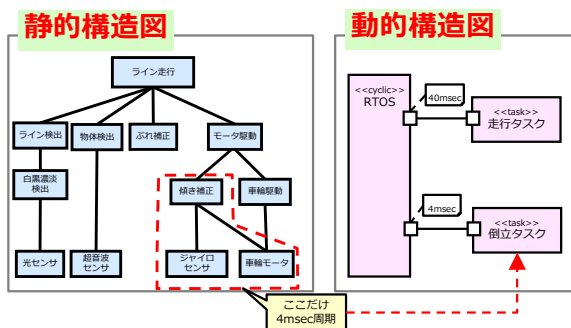 静的構造図
ライン走行
ライン検出
物体検出
ぶれ補正
モータ駆動
白黒濃淡
検出
傾き補正
車輪駆動
光センサ
超音波
センサ
ジャイロ
センサ
車輪モータ
ここだけ
4msec周期
動的構造図
<<cyclic>>
RTOS
40msec
<<task>>
走行タスク
4msec
<<task>>
倒立タスク